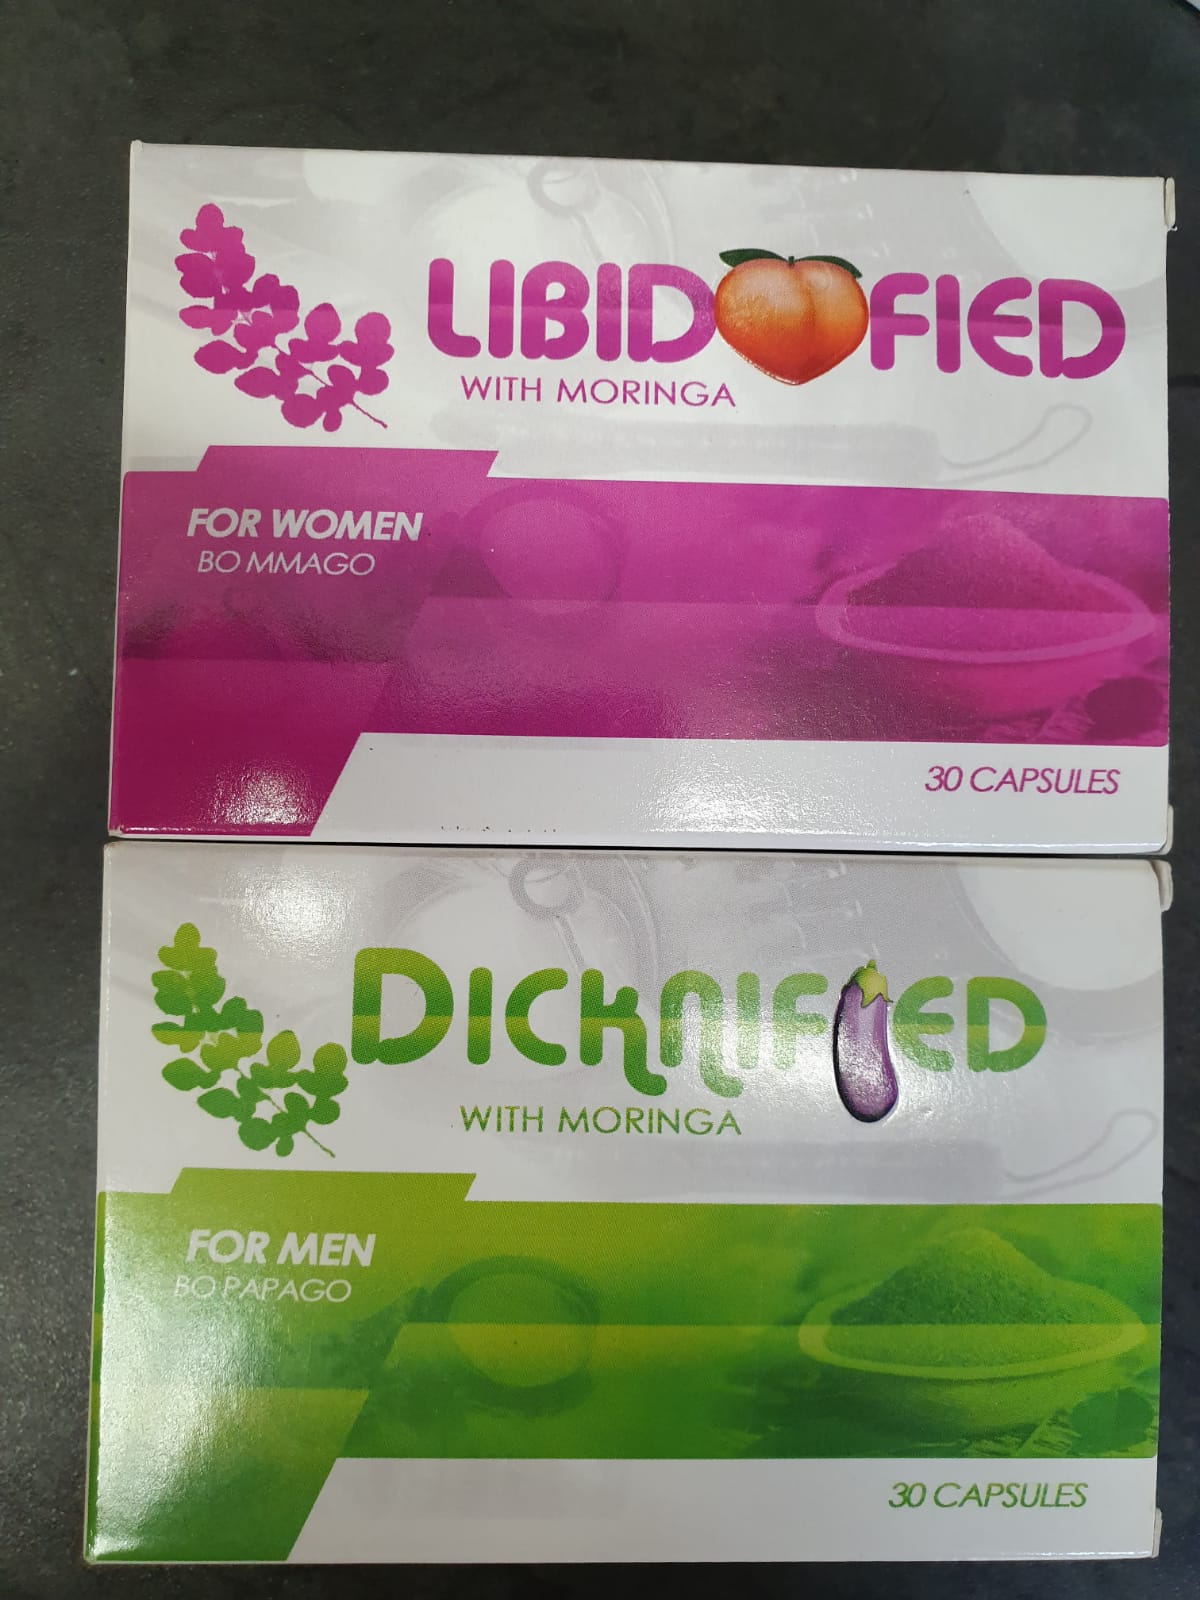 LIBIDOFIED
WITH MORINGA
FOR WOMEN
BO MMAGO
30 CAPSULES
DICKNIFIED
WITH MORINGA
FOR MEN
BO PAPAGO
30 CAPSULES